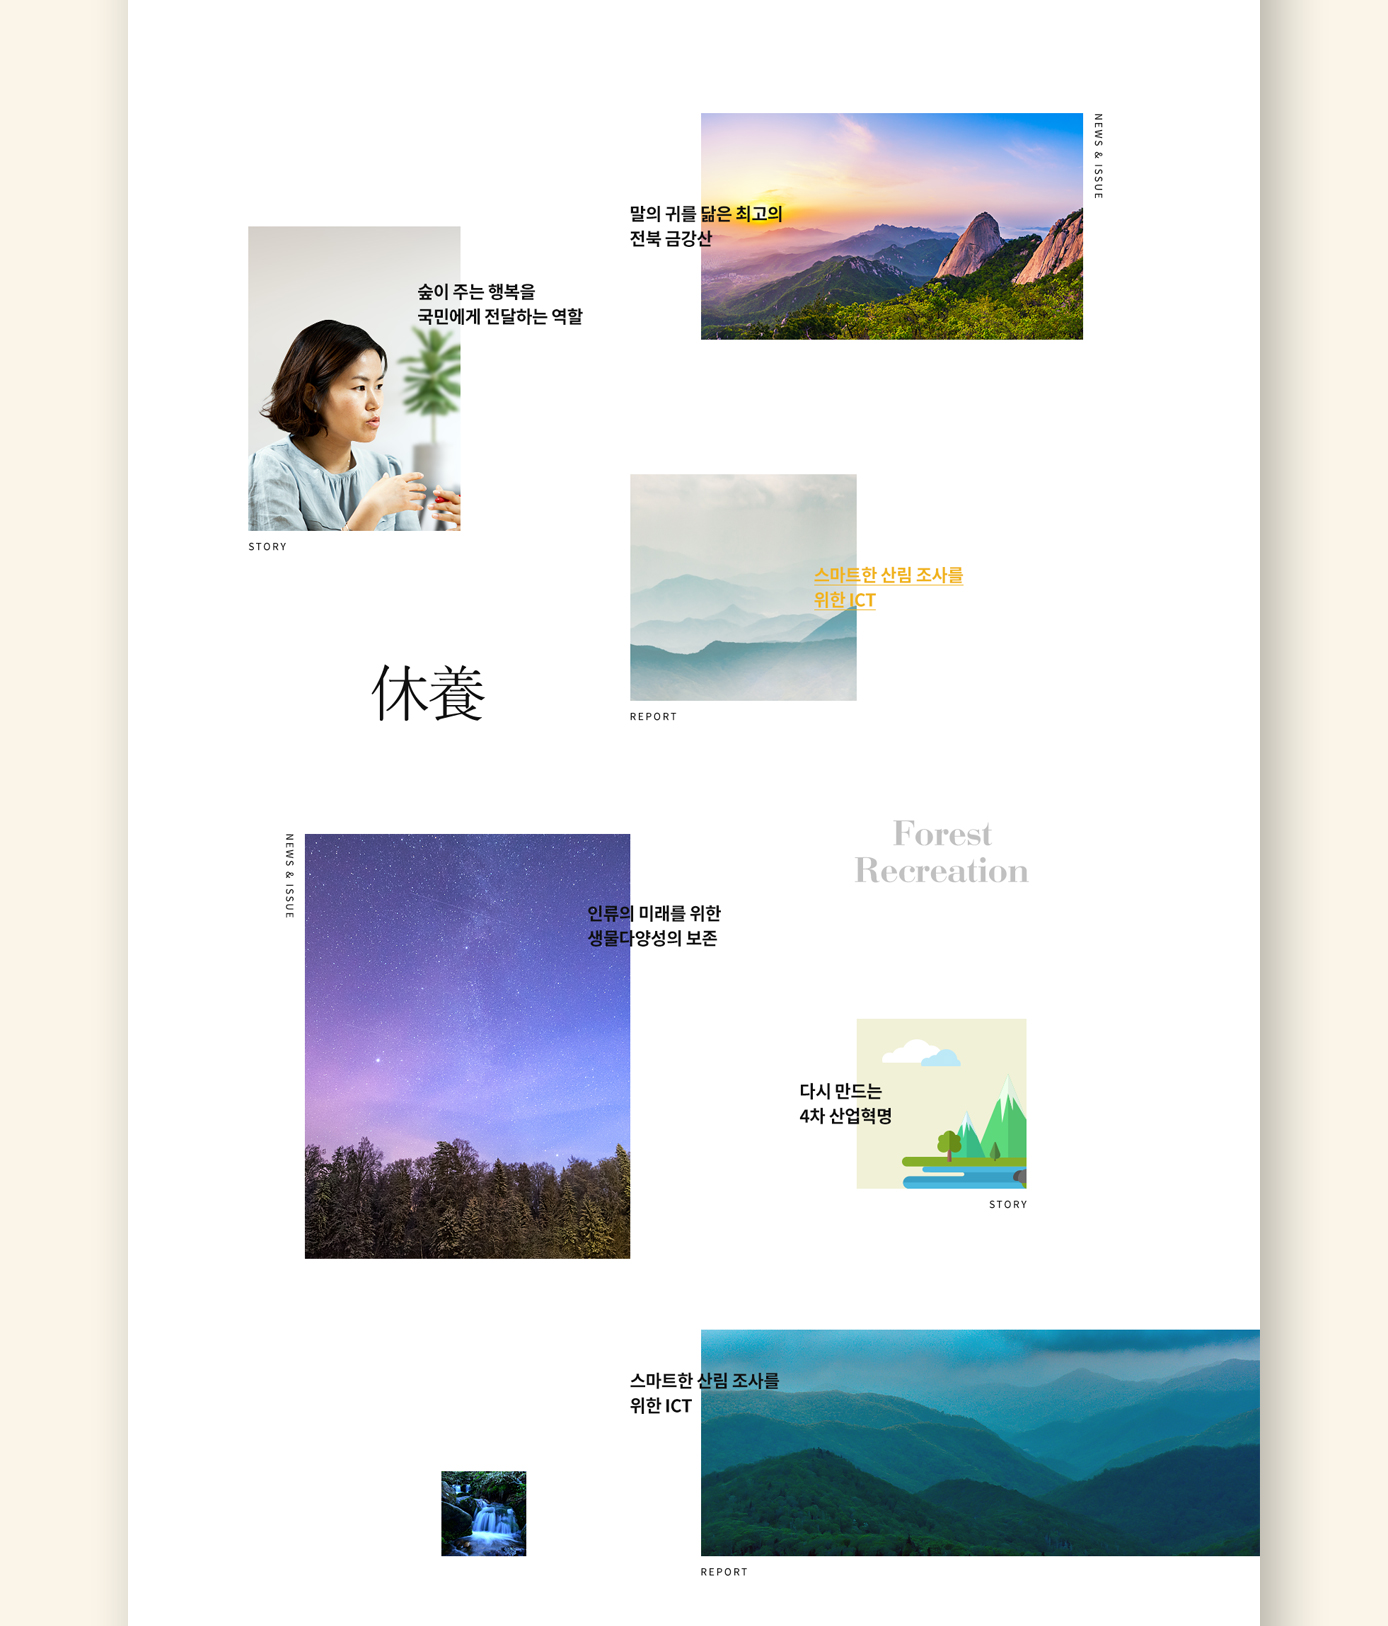 NEWS & ISSUE
말의 귀를 닮은 최고의
전북 금강산
숲이 주는 행복을
국민에게 전달하는 역할
STORY
스마트한 산림 조사를
위한 ICT
REPORT
休養
Forest
Recreation
NEWS & ISSUE
인류의 미래를 위한
생물다양성의 보존
다시 만드는
4차 산업혁명
STORY
스마트한 산림 조사를
위한 ICT
REPORT